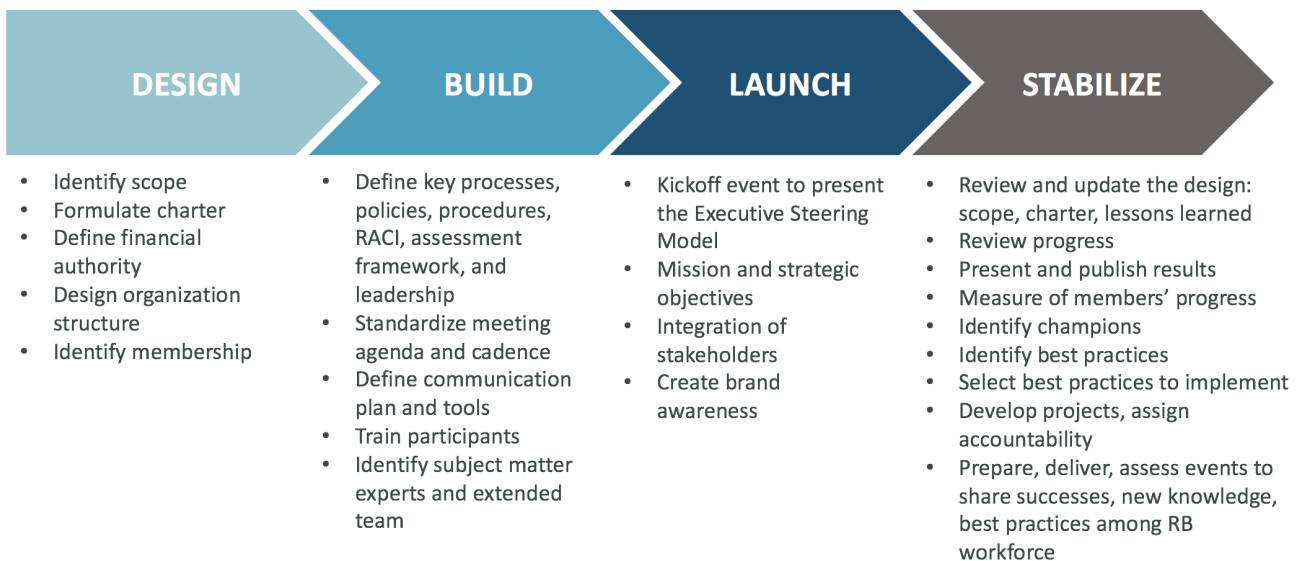 DESIGN
• Identify scope
• Formulate charter
• Define financial
authority
• Design organization
structure
• Identify membership
BUILD
• Define key processes,
policies, procedures,
RACI, assessment
framework, and
leadership
• Standardize meeting
agenda and cadence
• Define communication
plan and tools
• Train participants
• Identify subject matter
experts and extended
team
LAUNCH
• Kickoff event to present
the Executive Steering
Model
• Mission and strategic
objectives
• Integration of
stakeholders
• Create brand
awareness
STABILIZE
• Review and update the design:
scope, charter, lessons learned
• Review progress
• Present and publish results
• Measure of members’ progress
• Identify champions
• Identify best practices
• Select best practices to implement
• Develop projects, assign
accountability
• Prepare, deliver, assess events to
share successes, new knowledge,
best practices among RB
workforce